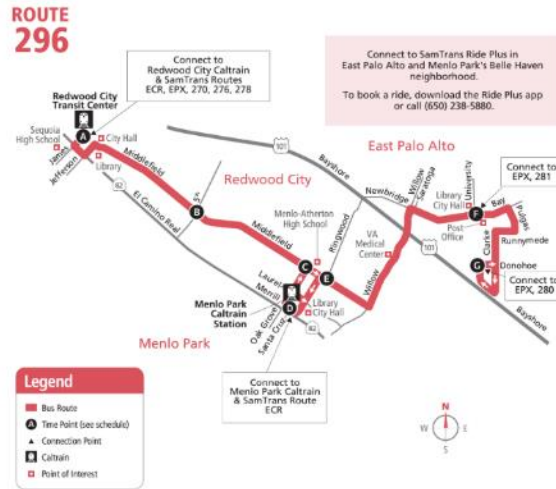 ROUTE
296
Connect to
Redwood City Caltrain
& SamTrans Routes
ECR, EPX, 270, 276, 278
Connect to SamTrans Ride Plus in
East Palo Alto and Menlo Park's Belle Haven
neighborhood.
To book a ride, download the Ride Plus app
or call (650) 238-5880.
Redwood City
Transit Center
Sequoia
High School
A
City Hall
Library
James
Jefferson
Middlefield
82
El Camino Real
101
Bayshore
East Palo Alto
Redwood City
5th
B
Middlefield
Menlo-Atherton
High School
Ringwood
Newbridge
Willow
Saratoga
Library
City Hall
University
Connect to
EPX, 281
F
Bay
Pulgas
Post
Office
Clarke
Runnymede
VA
Medical
Center
101
G
Donohoe
Connect to
EPX, 280
Bayshore
C
E
Laurel
Merrill
Willow
Menlo Park
Caltrain
Station
D
Library
City Hall
Oak Grove
Santa Cruz
82
Menlo Park
Connect to
Menlo Park Caltrain
& SamTrans Route
ECR
Legend
Bus Route
A Time Point (see schedule)
Connection Point
Caltrain
Point of Interest
N
W E
S